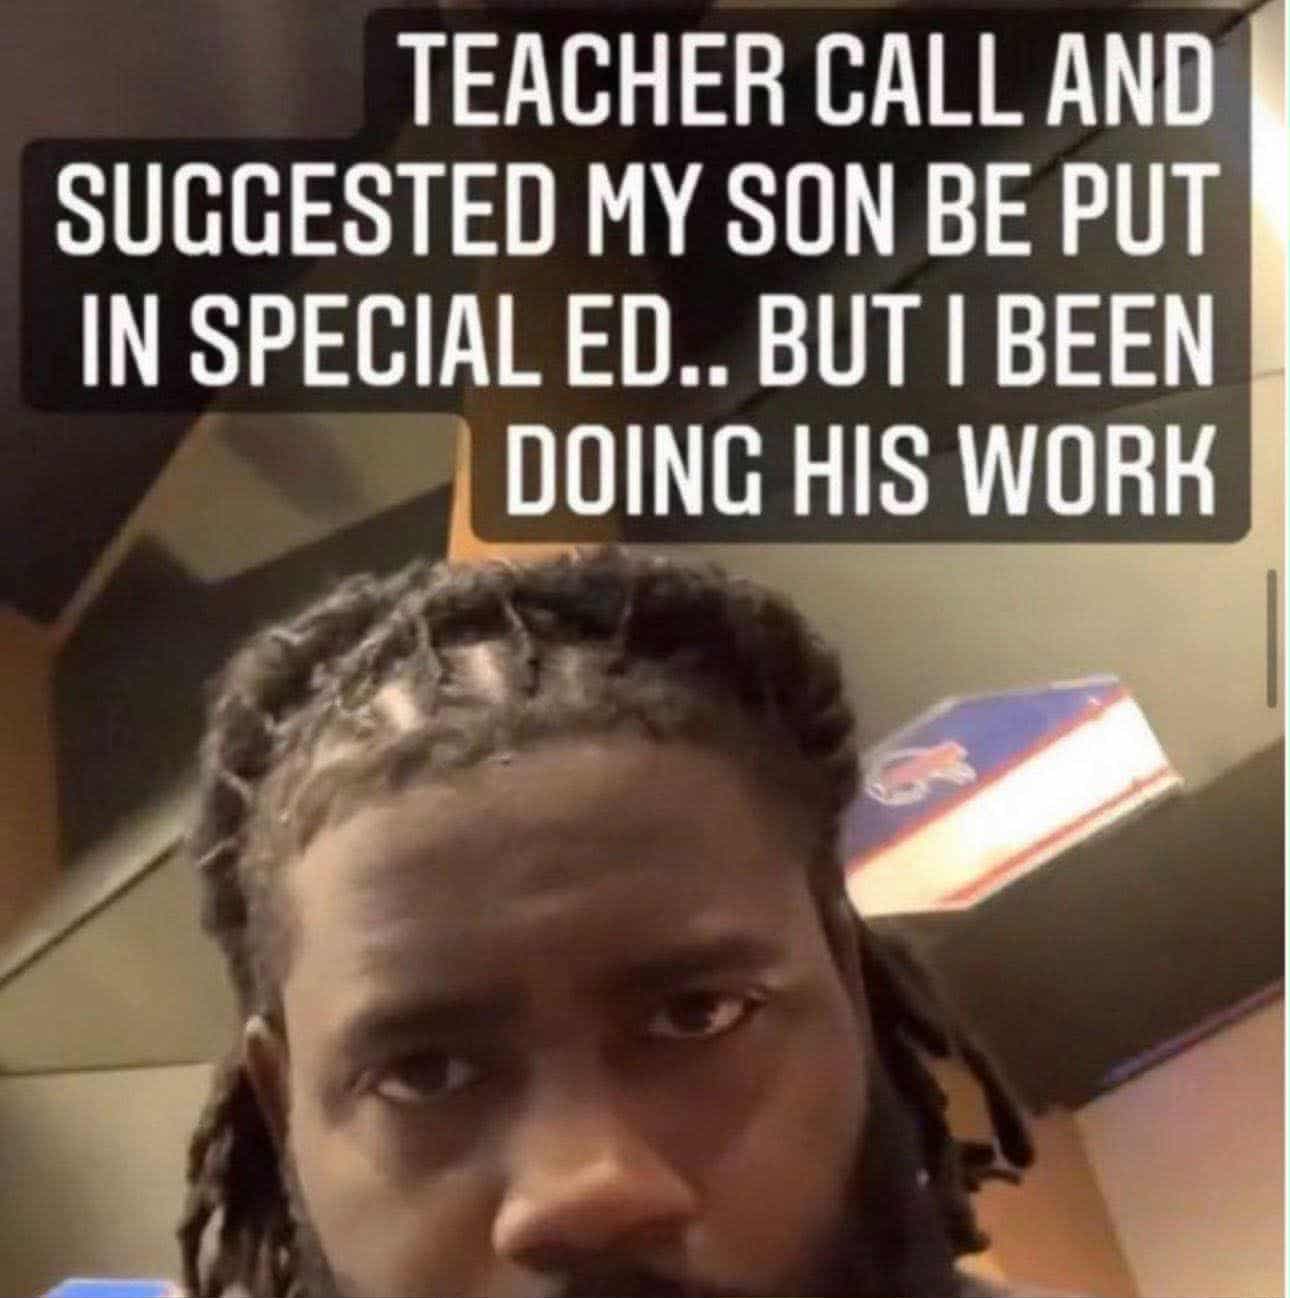 TEACHER CALL AND
SUGGESTED MY SON BE PUT
IN SPECIAL ED.. BUT I BEEN
DOING HIS WORK